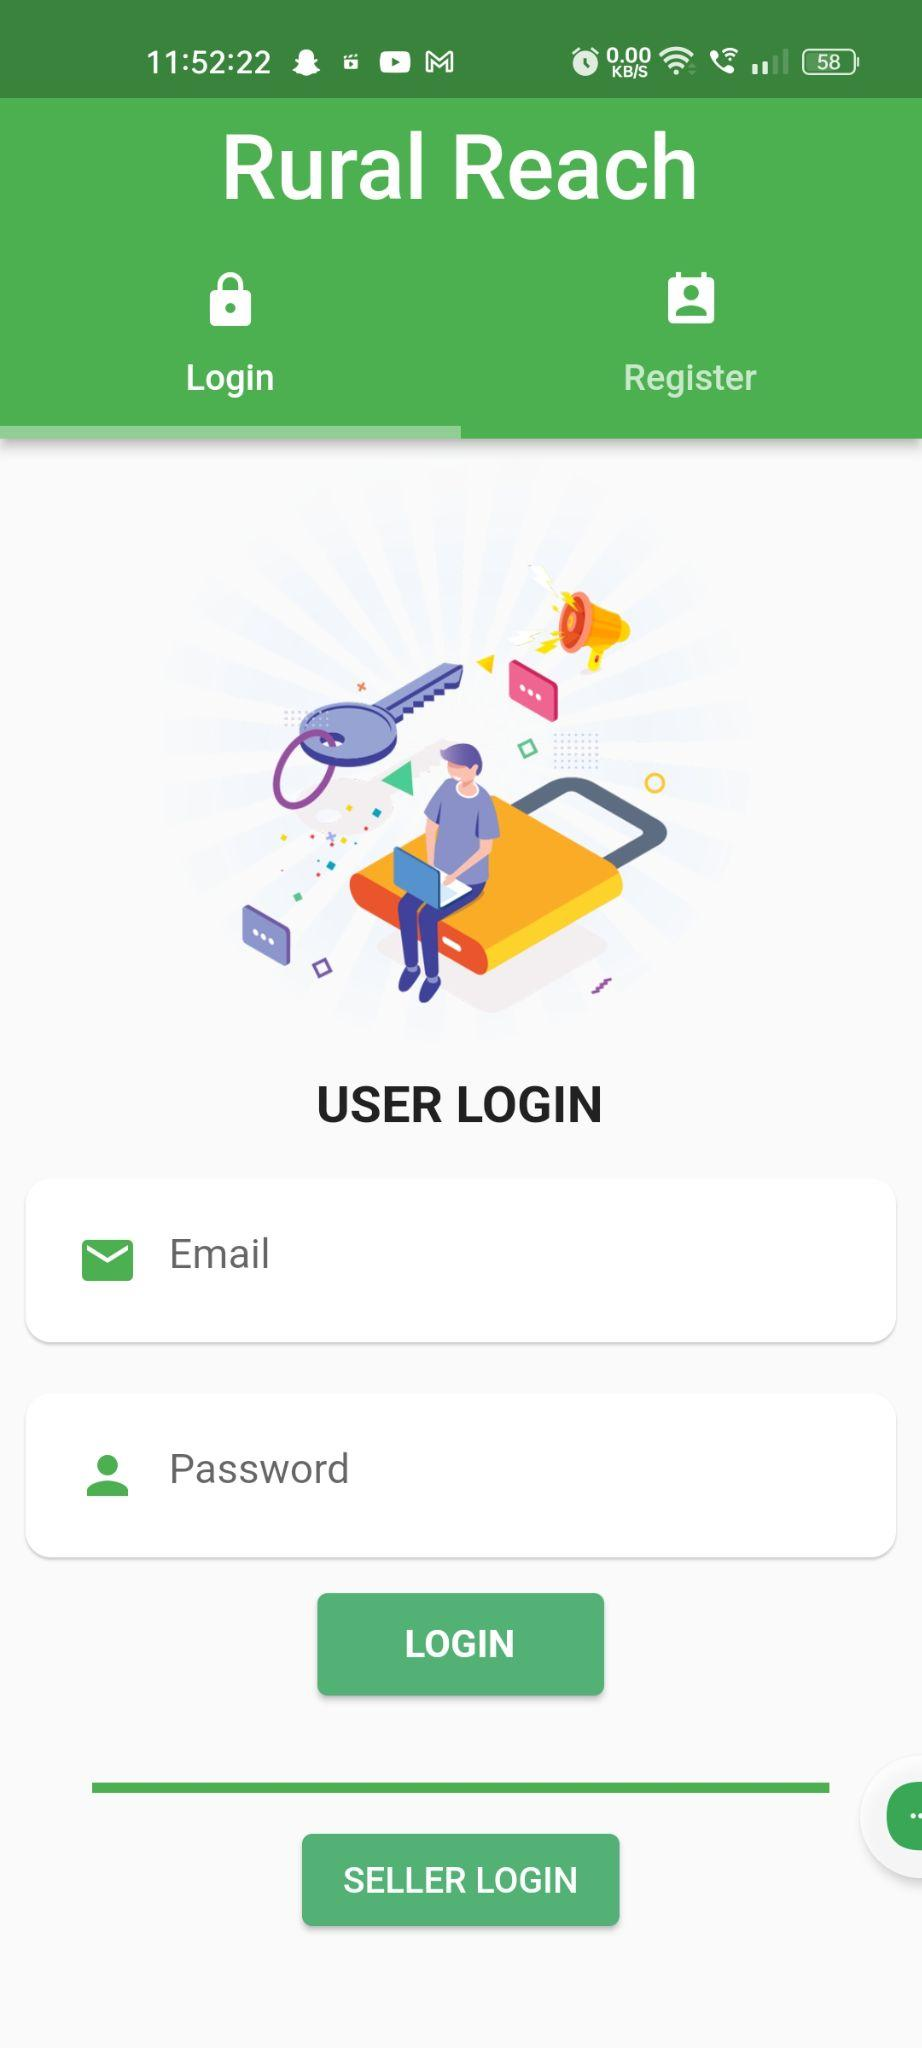 11:52:22 0.00 KB/S 58
Rural Reach
Login Register
USER LOGIN
Email
Password
LOGIN
SELLER LOGIN